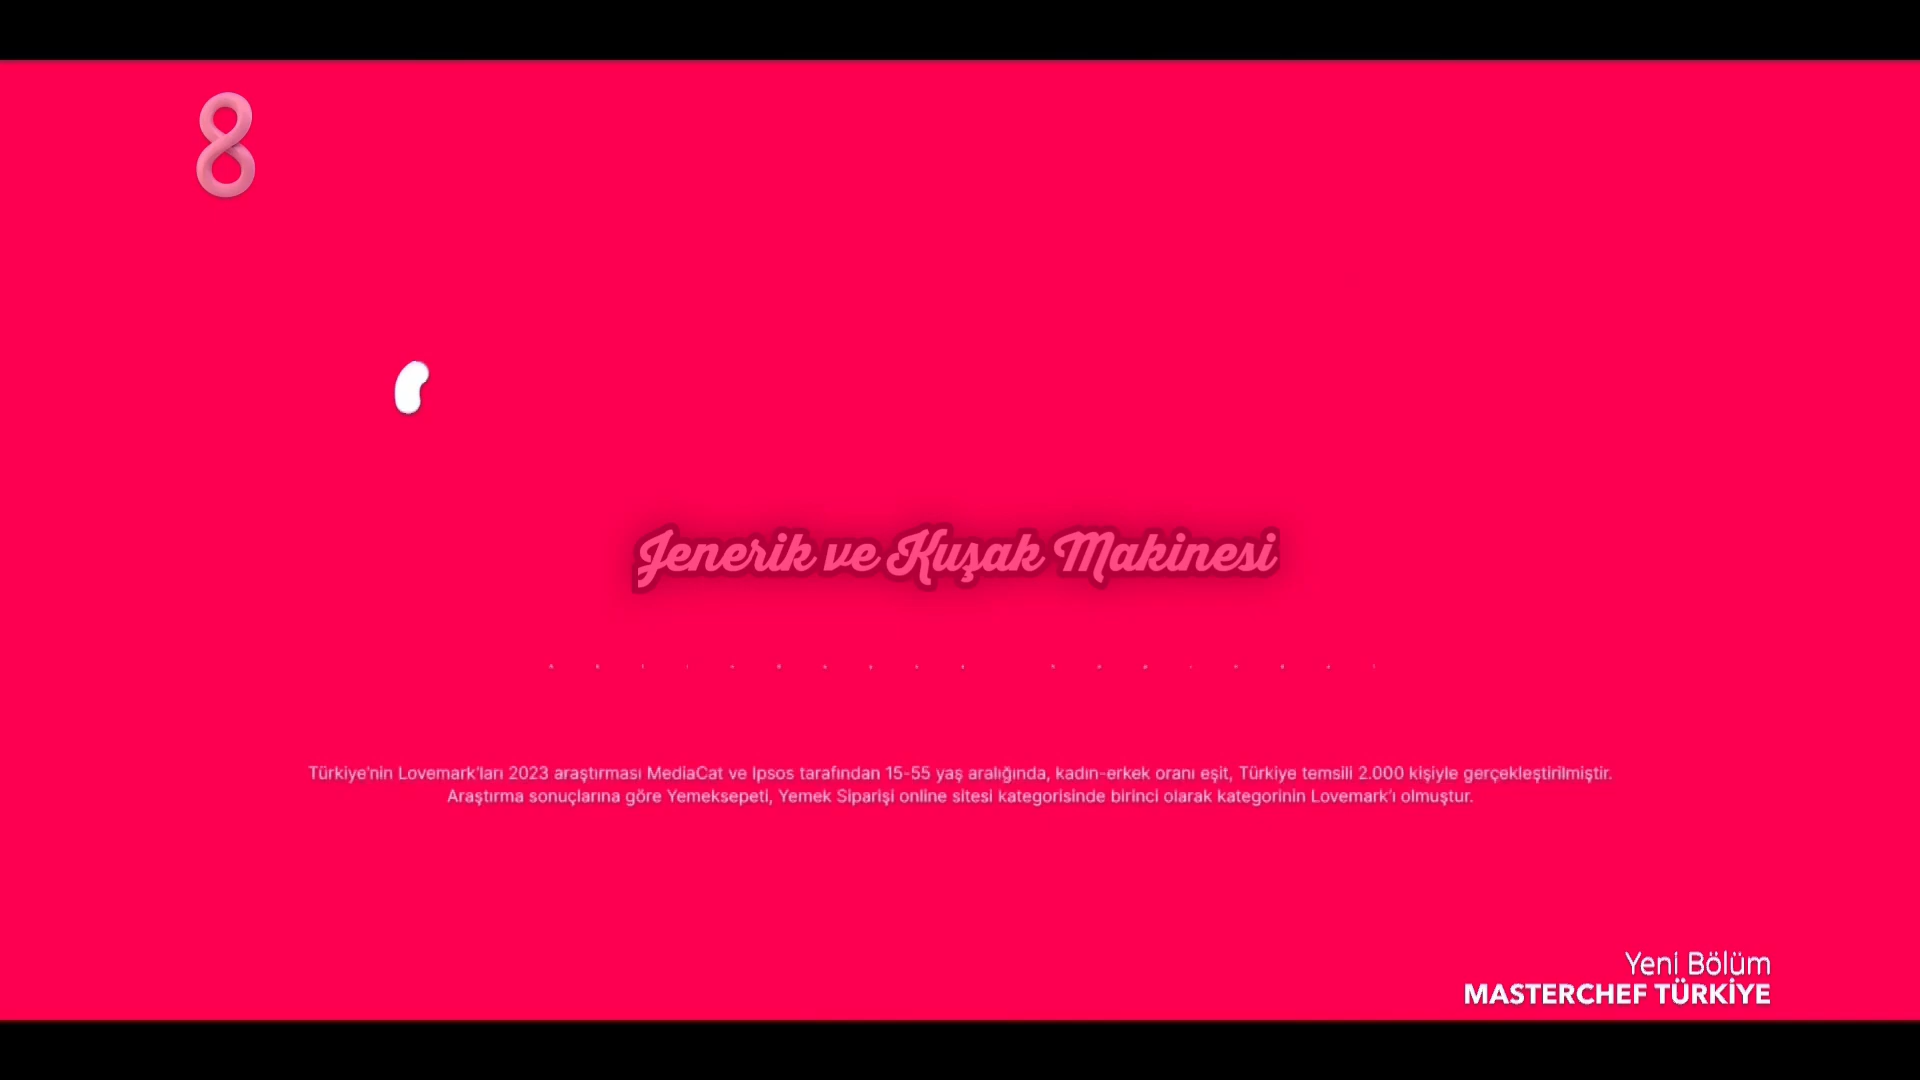 8
Jenerik ve Kuşak Makinesi
Türkiye'nin Lovemark'ları 2023 araştırması MediaCat ve Ipsos tarafından 15-55 yaş aralığında, kadın-erkek oranı eşit, Türkiye temsili 2.000 kişiyle gerçekleştirilmiştir.
Araştırma sonuçlarına göre Yemeksepeti, Yemek Siparişi online sitesi kategorisinde birinci olarak kategorinin Lovemark'ı olmuştur.
Yeni Bölüm
MASTERCHEF TÜRKİYE